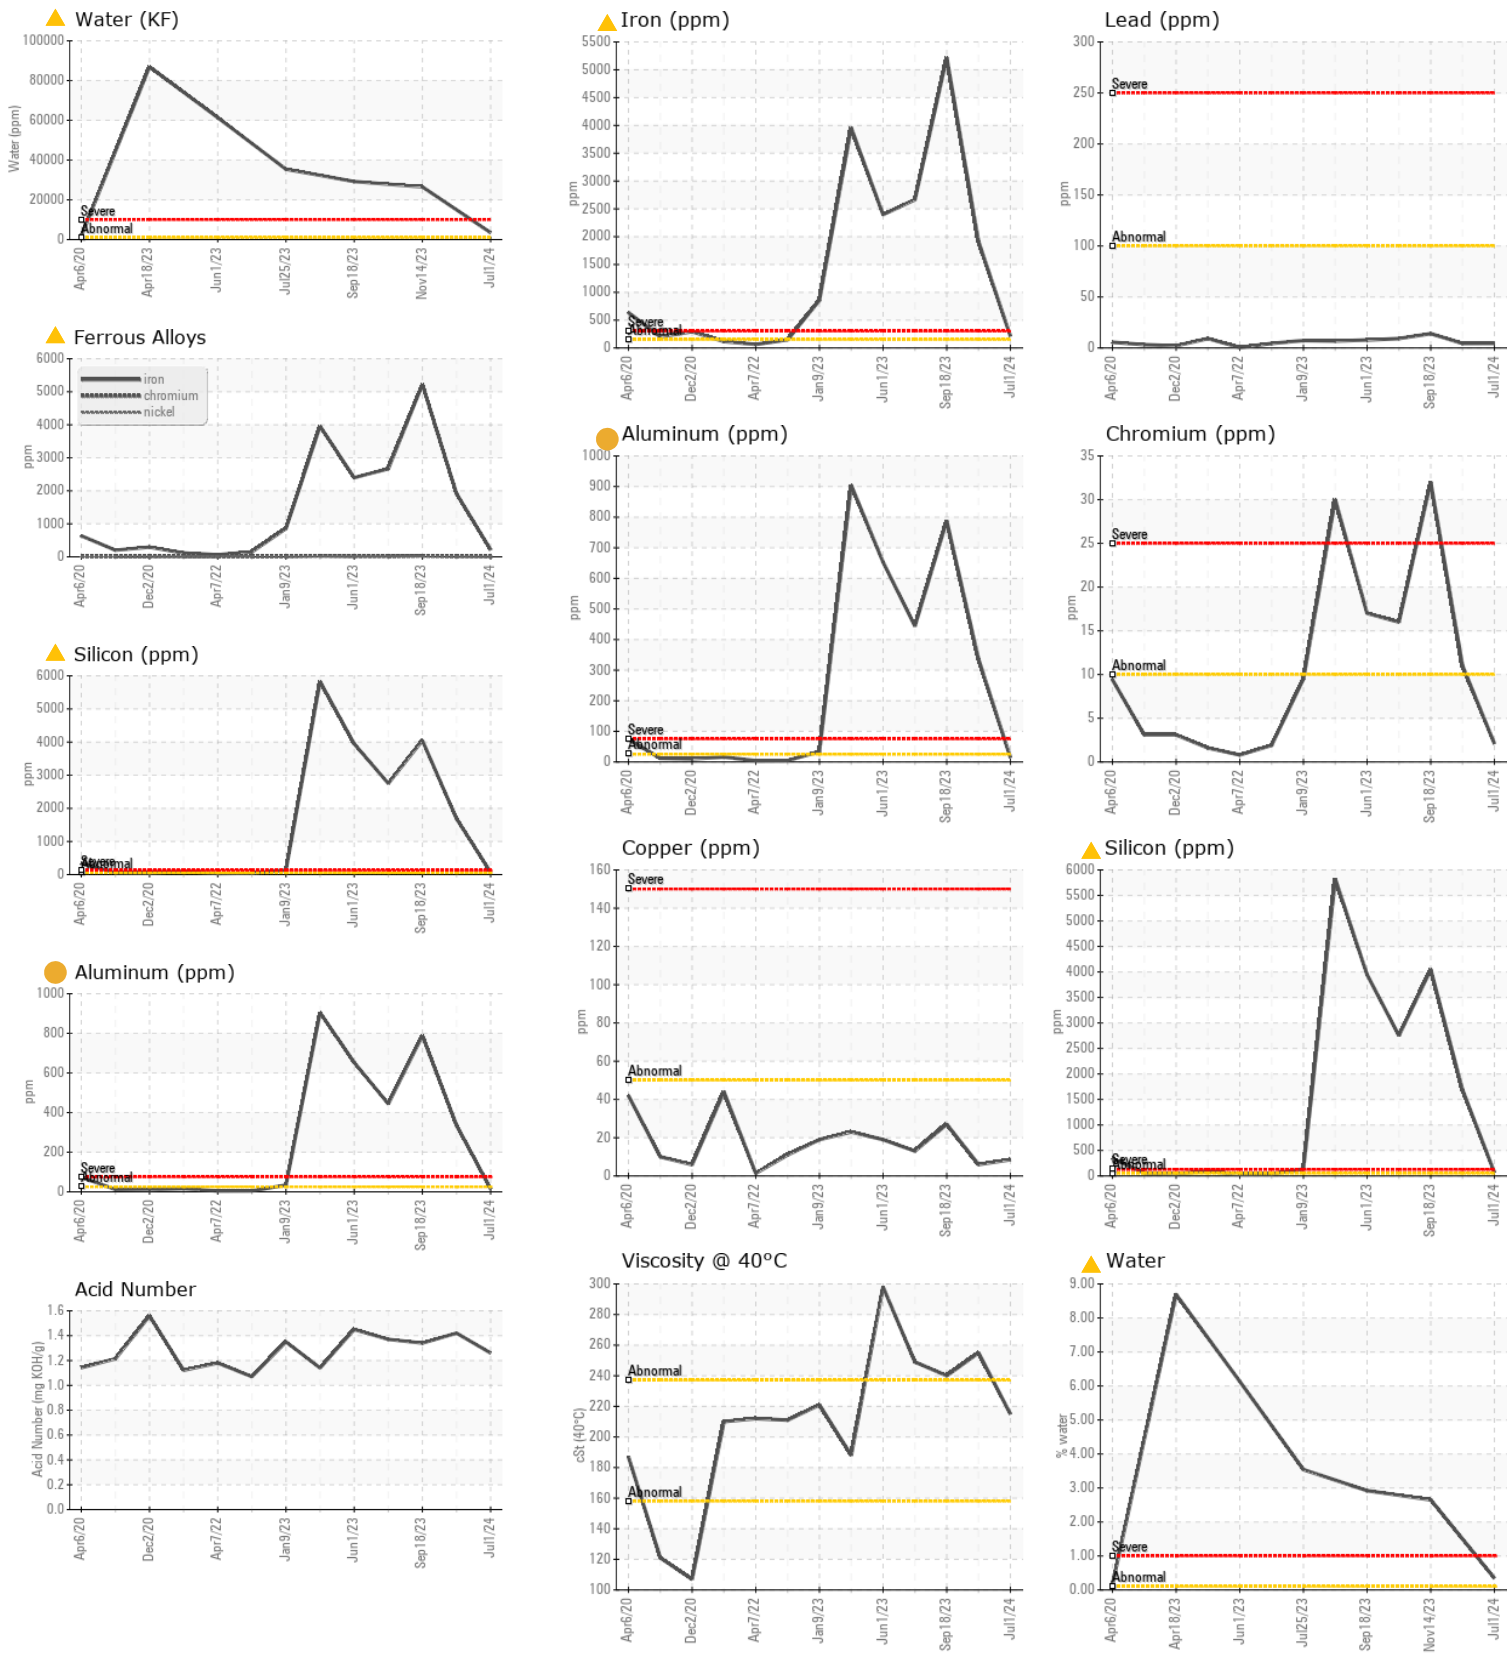 Water (KF)
Water (ppm)
100000
80000
60000
40000
20000
0
Severe
Abnormal
Apr6/20 Apr18/23 Jun1/23 Jul25/23 Sep18/23 Nov14/23 Jul1/24
Ferrous Alloys
ppm
6000
5000
4000
3000
2000
1000
0
iron
chromium
nickel
Apr6/20 Dec2/20 Apr7/22 Jan9/23 Jun1/23 Sep18/23 Jul1/24
Silicon (ppm)
ppm
6000
5000
4000
3000
2000
1000
0
Severe
Abnormal
Apr6/20 Dec2/20 Apr7/22 Jan9/23 Jun1/23 Sep18/23 Jul1/24
Aluminum (ppm)
ppm
1000
800
600
400
200
0
Severe
Abnormal
Apr6/20 Dec2/20 Apr7/22 Jan9/23 Jun1/23 Sep18/23 Jul1/24
Acid Number
Acid Number (mg KOH/g)
1.6
1.4
1.2
1.0
0.8
0.6
0.4
0.2
0.0
Apr6/20 Dec2/20 Apr7/22 Jan9/23 Jun1/23 Sep18/23 Jul1/24
Iron (ppm)
ppm
5500
5000
4500
4000
3500
3000
2500
2000
1500
1000
500
0
Severe
Abnormal
Apr6/20 Dec2/20 Apr7/22 Jan9/23 Jun1/23 Sep18/23 Jul1/24
Aluminum (ppm)
ppm
1000
900
800
700
600
500
400
300
200
100
0
Severe
Abnormal
Apr6/20 Dec2/20 Apr7/22 Jan9/23 Jun1/23 Sep18/23 Jul1/24
Copper (ppm)
ppm
160
140
120
100
80
60
40
20
0
Severe
Abnormal
Apr6/20 Dec2/20 Apr7/22 Jan9/23 Jun1/23 Sep18/23 Jul1/24
Viscosity @ 40°C
cSt (40°C)
300
280
260
240
220
200
180
160
140
120
100
Abnormal
Abnormal
Apr6/20 Dec2/20 Apr7/22 Jan9/23 Jun1/23 Sep18/23 Jul1/24
Lead (ppm)
ppm
300
250
200
150
100
50
0
Severe
Abnormal
Apr6/20 Dec2/20 Apr7/22 Jan9/23 Jun1/23 Sep18/23 Jul1/24
Chromium (ppm)
ppm
35
30
25
20
15
10
5
0
Severe
Abnormal
Apr6/20 Dec2/20 Apr7/22 Jan9/23 Jun1/23 Sep18/23 Jul1/24
Silicon (ppm)
ppm
6000
5500
5000
4500
4000
3500
3000
2500
2000
1500
1000
500
0
Severe
Abnormal
Apr6/20 Dec2/20 Apr7/22 Jan9/23 Jun1/23 Sep18/23 Jul1/24
Water
% water
9.00
8.00
7.00
6.00
5.00
4.00
3.00
2.00
1.00
0.00
Severe
Abnormal
Apr6/20 Apr18/23 Jun1/23 Jul25/23 Sep18/23 Nov14/23 Jul1/24